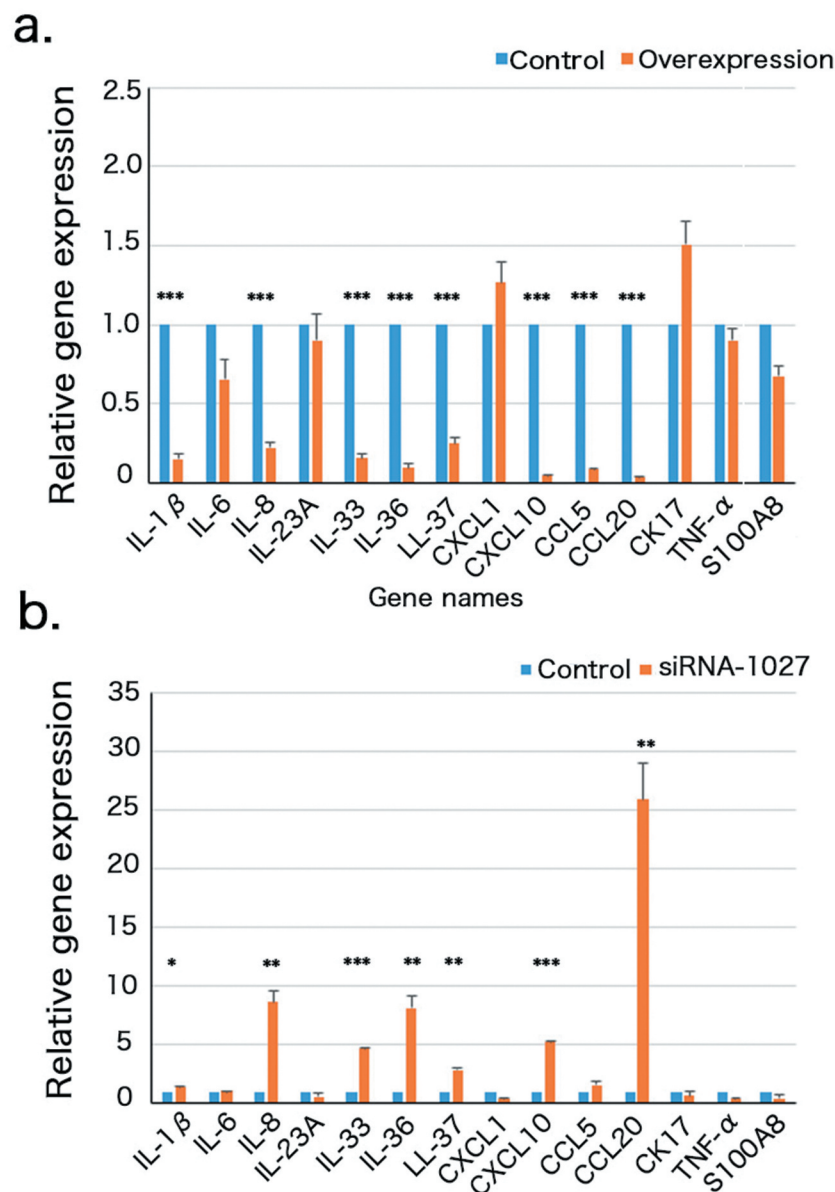 a.
Control Overexpression
Relative gene expression
2.5
2.0
1.5
1.0
0.5
0
*** *** *** *** *** *** *** ***
IL-1β IL-6 IL-8 IL-23A IL-33 IL-36 LL-37 CXCL1 CXCL10 CCL5 CCL20 CK17 TNF-α S100A8
Gene names
b.
Control siRNA-1027
Relative gene expression
35
30
25
20
15
10
5
0
**
* ** *** ** ** ***
IL-1β IL-6 IL-8 IL-23A IL-33 IL-36 LL-37 CXCL1 CXCL10 CCL5 CCL20 CK17 TNF-α S100A8